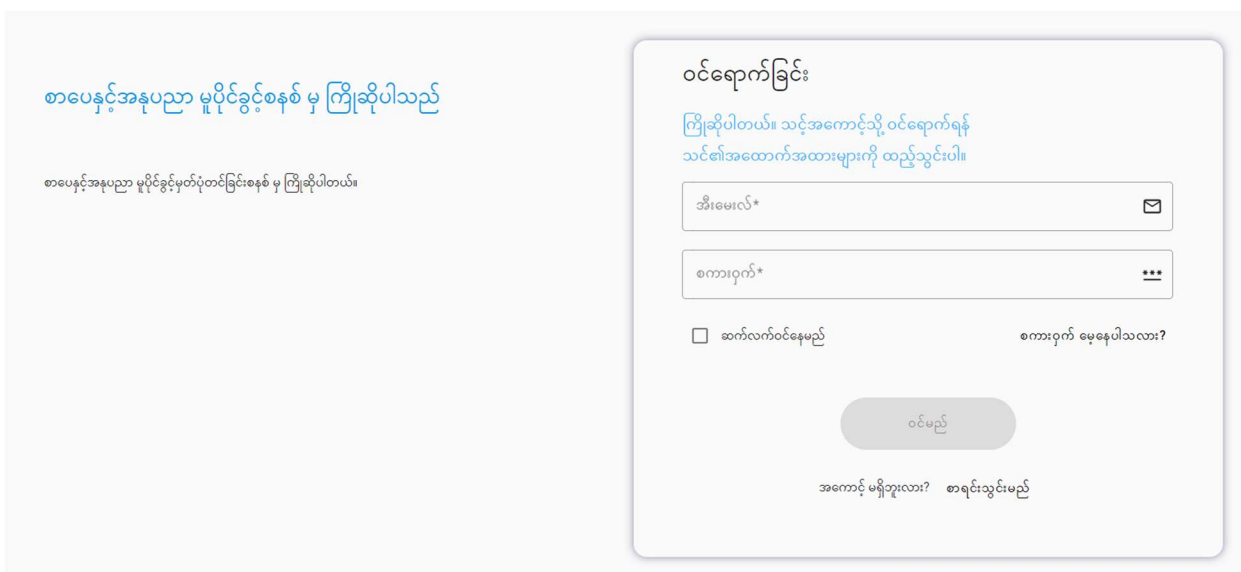 စာပေနှင့်အနုပညာ မူပိုင်ခွင့်စနစ် မှ ကြိုဆိုပါသည်
စာပေနှင့်အနုပညာ မူပိုင်ခွင့်မှတ်ပုံတင်ခြင်းစနစ် မှ ကြိုဆိုပါတယ်။
ဝင်ရောက်ခြင်း
ကြိုဆိုပါတယ်။ သင့်အကောင့်သို့ ဝင်ရောက်ရန်
သင်၏အထောက်အထားများကို ထည့်သွင်းပါ။
အီးမေးလ်*
စကားဝှက်*
ဆက်လက်ဝင်နေမည်
စကားဝှက် မေ့နေပါသလား?
ဝင်မည်
အကောင့် မရှိဘူးလား? စာရင်းသွင်းမည်